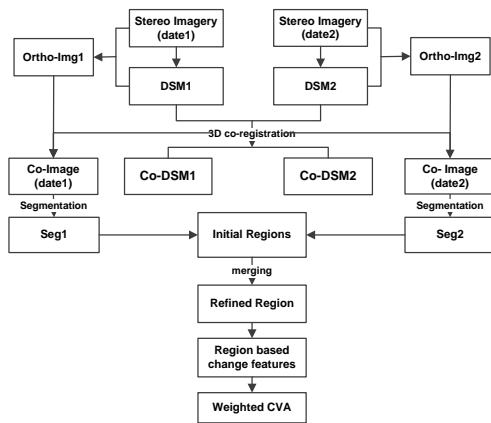 Stereo Imagery
(date1)
Stereo Imagery
(date2)
Ortho-Img1
Ortho-Img2
DSM1
DSM2
3D co-registration
Co-Image
(date1)
Co-DSM1
Co-DSM2
Co- Image
(date2)
Segmentation
Segmentation
Seg1
Initial Regions
Seg2
merging
Refined Region
Region based
change features
Weighted CVA